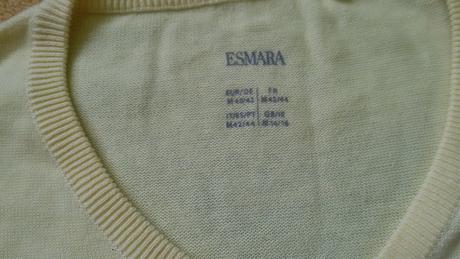 ESMARA
EUR/DE FR
M 40/42 M 42/44
IT/ES/PT GB/IE
M 42/44 M 14/16